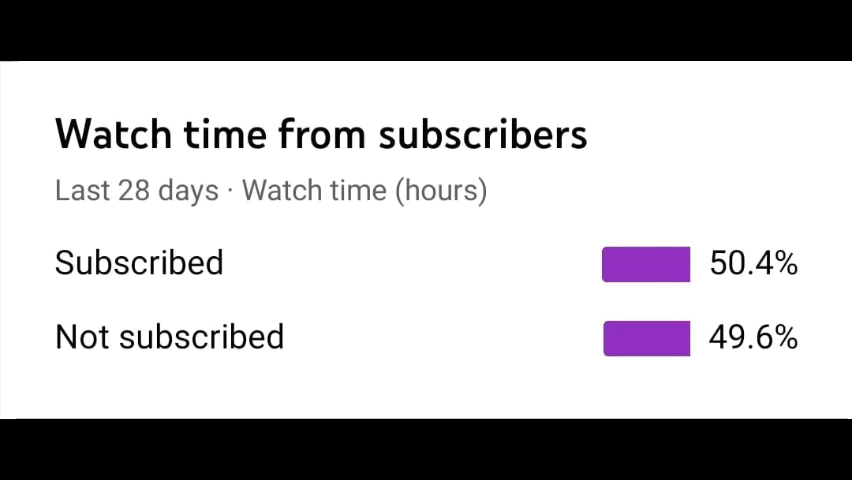 Watch time from subscribers
Last 28 days · Watch time (hours)
Subscribed 50.4%
Not subscribed 49.6%